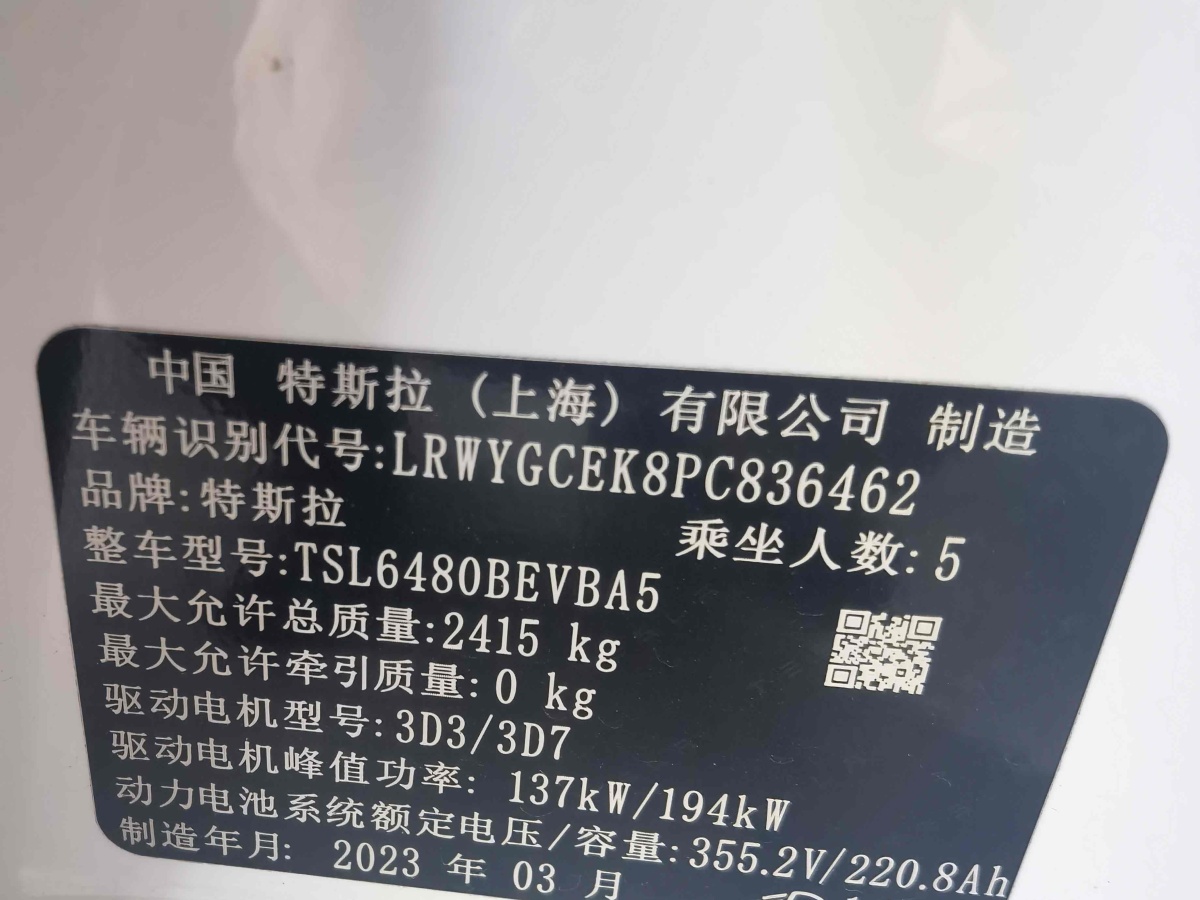 中国 特斯拉（上海）有限公司 制造
车辆识别代号:LRWYGCEK8PC836462
品牌:特斯拉 乘坐人数:5
整车型号:TSL6480BEVBA5
最大允许总质量:2415 kg
最大允许牵引质量:0 kg
驱动电机型号:3D3/3D7
驱动电机峰值功率: 137kW/194kW
动力电池系统额定电压/容量:355.2V/220.8Ah
制造年月: 2023 年 03 月